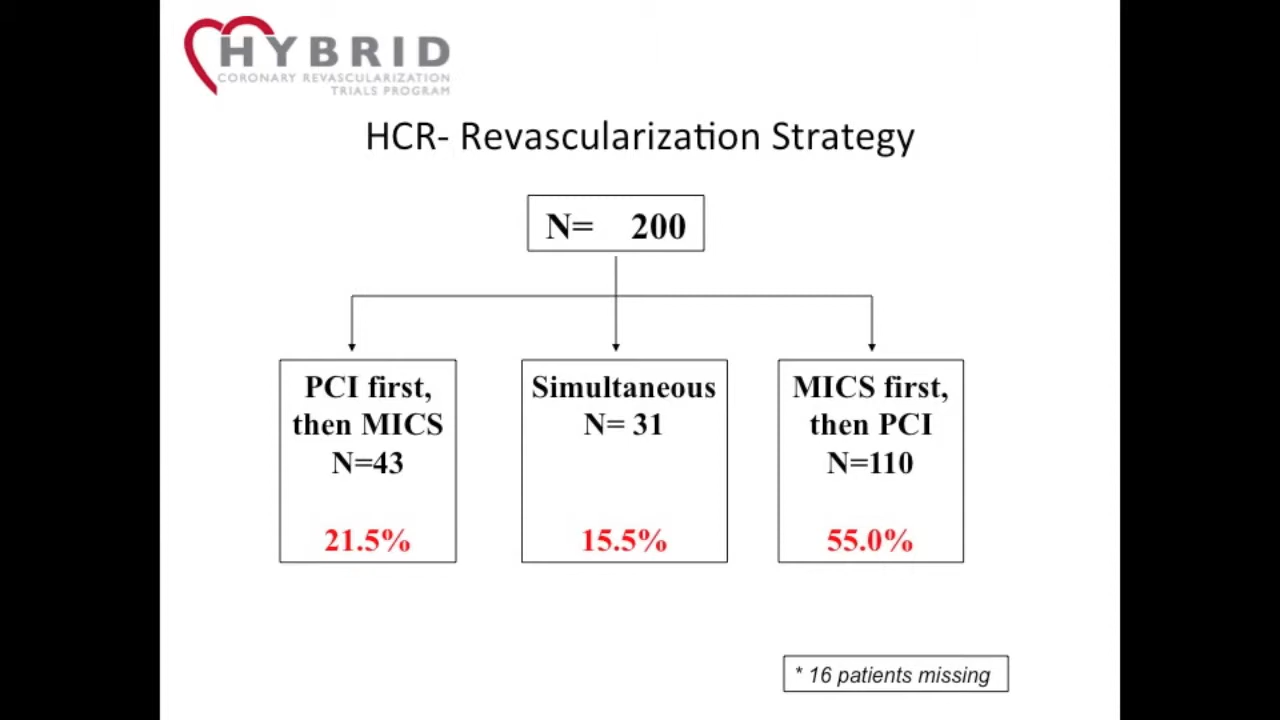 HYBRID
CORONARY REVASCULARIZATION
TRIALS PROGRAM
HCR- Revascularization Strategy
N= 200
PCI first,
then MICS
N=43
21.5%
Simultaneous
N= 31
15.5%
MICS first,
then PCI
N=110
55.0%
* 16 patients missing